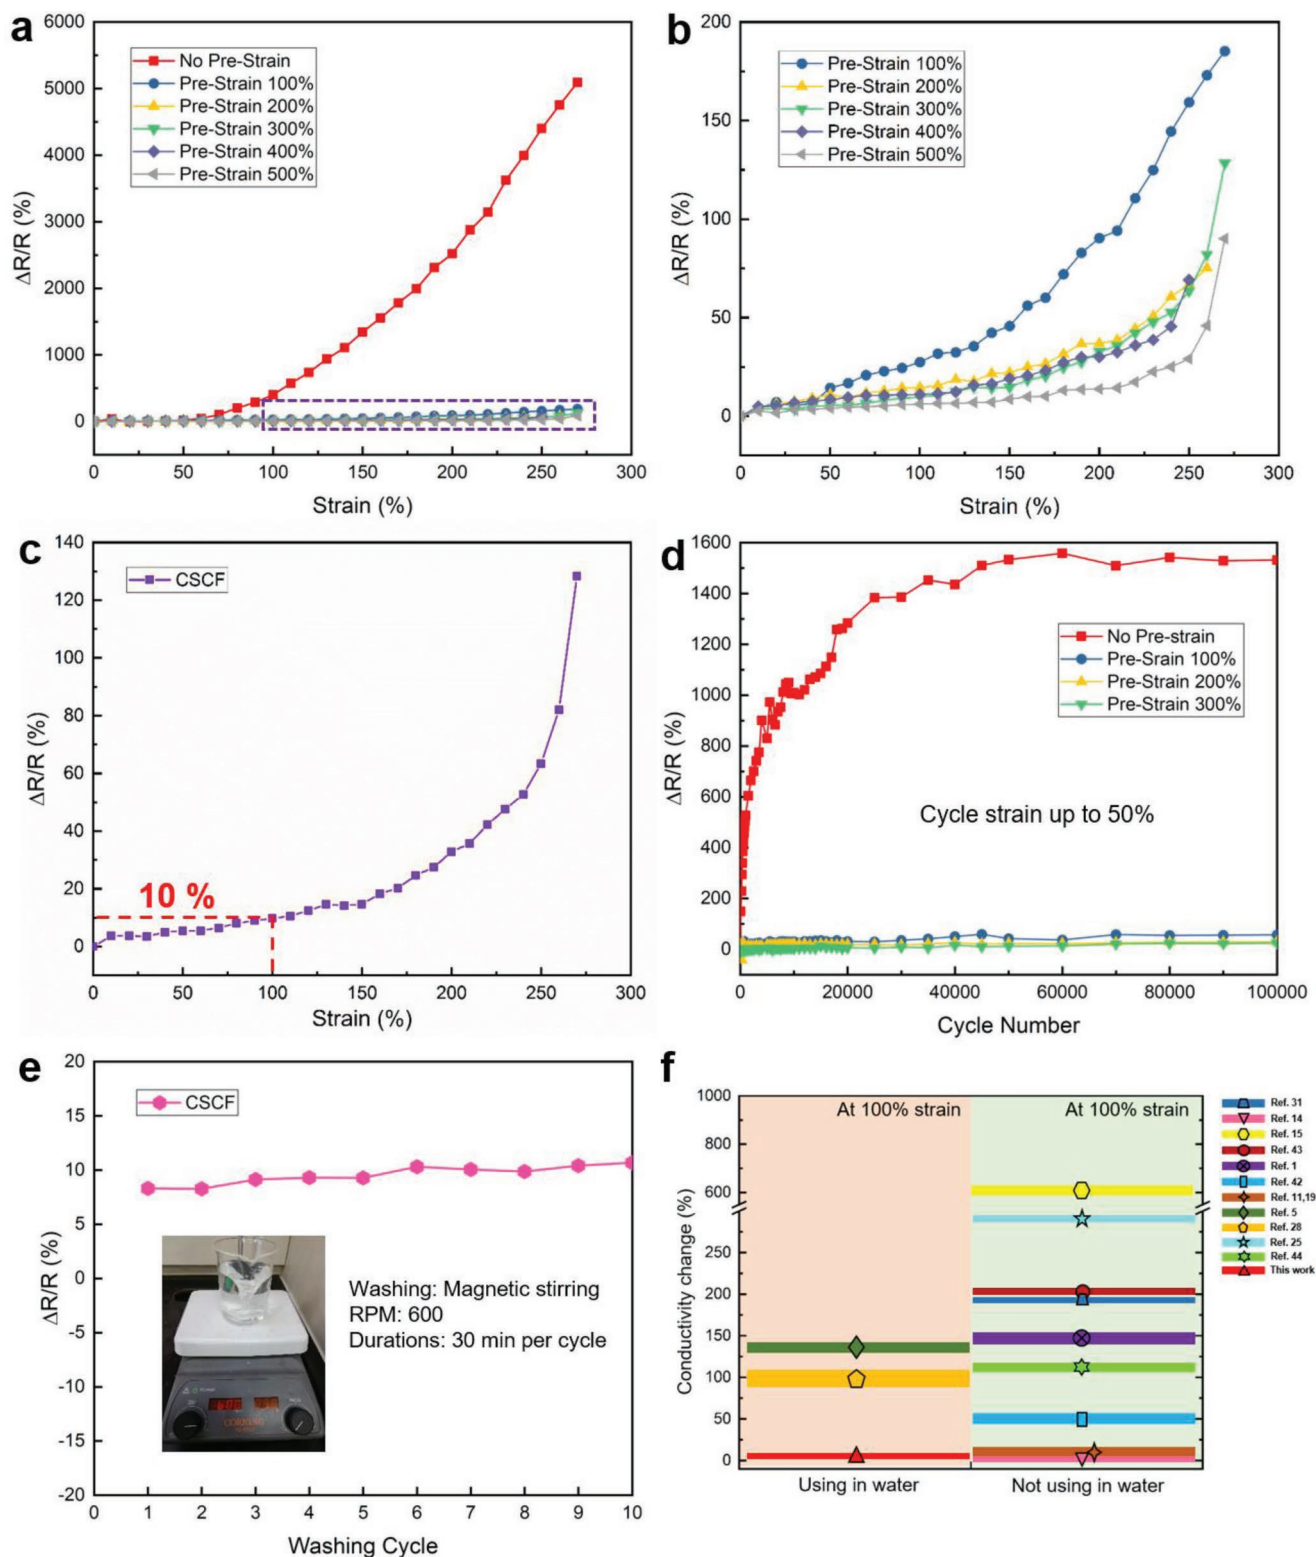 a
6000
5000
4000
3000
2000
1000
0
ΔR/R (%)
No Pre-Strain
Pre-Strain 100%
Pre-Strain 200%
Pre-Strain 300%
Pre-Strain 400%
Pre-Strain 500%
0 50 100 150 200 250 300
Strain (%)
b
200
150
100
50
0
ΔR/R (%)
Pre-Strain 100%
Pre-Strain 200%
Pre-Strain 300%
Pre-Strain 400%
Pre-Strain 500%
0 50 100 150 200 250 300
Strain (%)
c
140
120
100
80
60
40
20
0
ΔR/R (%)
CSCF
10 %
0 50 100 150 200 250 300
Strain (%)
d
1600
1400
1200
1000
800
600
400
200
0
ΔR/R (%)
No Pre-strain
Pre-Srain 100%
Pre-Strain 200%
Pre-Strain 300%
Cycle strain up to 50%
0 20000 40000 60000 80000 100000
Cycle Number
e
20
15
10
5
0
-5
-10
-15
-20
ΔR/R (%)
CSCF
Washing: Magnetic stirring
RPM: 600
Durations: 30 min per cycle
600
CORNING
0 1 2 3 4 5 6 7 8 9 10
Washing Cycle
f
1000
800
600
250
200
150
100
50
0
Conductivity change (%)
At 100% strain
At 100% strain
Using in water
Not using in water
Ref. 31
Ref. 14
Ref. 15
Ref. 43
Ref. 1
Ref. 42
Ref. 11,19
Ref. 5
Ref. 28
Ref. 25
Ref. 44
This work